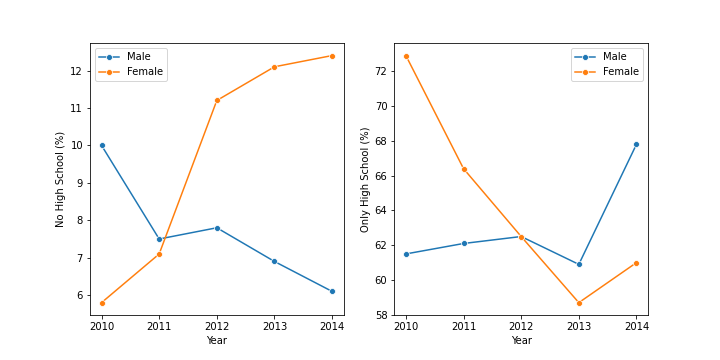 Male
Female
12
11
10
9
8
7
6
No High School (%)
2010 2011 2012 2013 2014
Year
Male
Female
72
70
68
66
64
62
60
58
Only High School (%)
2010 2011 2012 2013 2014
Year